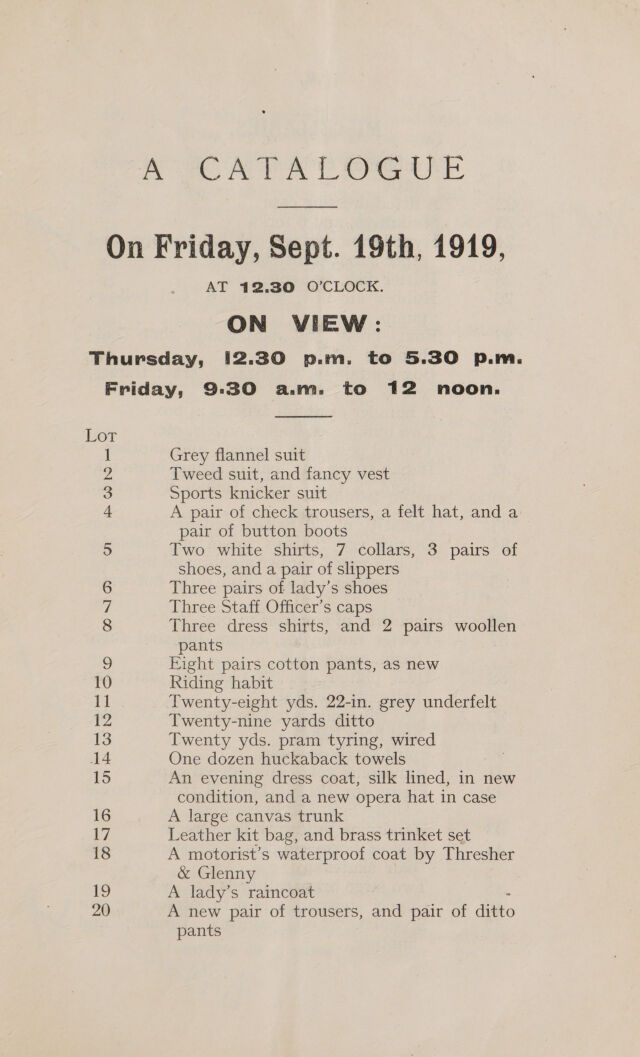 A CATALOGUE
On Friday, Sept. 19th, 1919,
AT 12.30 O'CLOCK.
ON VIEW:
Thursday, 12.30 p.m. to 5.30 p.m.
Friday, 9.30 a.m. to 12 noon.
Lot
1 Grey flannel suit
2 Tweed suit, and fancy vest
3 Sports knicker suit
4 A pair of check trousers, a felt hat, and a
pair of button boots
5 Two white shirts, 7 collars, 3 pairs of
shoes, and a pair of slippers
6 Three pairs of lady's shoes
7 Three Staff Officer's caps
8 Three dress shirts, and 2 pairs woollen
pants
9 Eight pairs cotton pants, as new
10 Riding habit
11 Twenty-eight yds. 22-in. grey underfelt
12 Twenty-nine yards ditto
13 Twenty yds. pram tyring, wired
14 One dozen huckaback towels
15 An evening dress coat, silk lined, in new
condition, and a new opera hat in case
16 A large canvas trunk
17 Leather kit bag, and brass trinket set
18 A motorist's waterproof coat by Thresher
& Glenny
19 A lady's raincoat
20 A new pair of trousers, and pair of ditto
pants